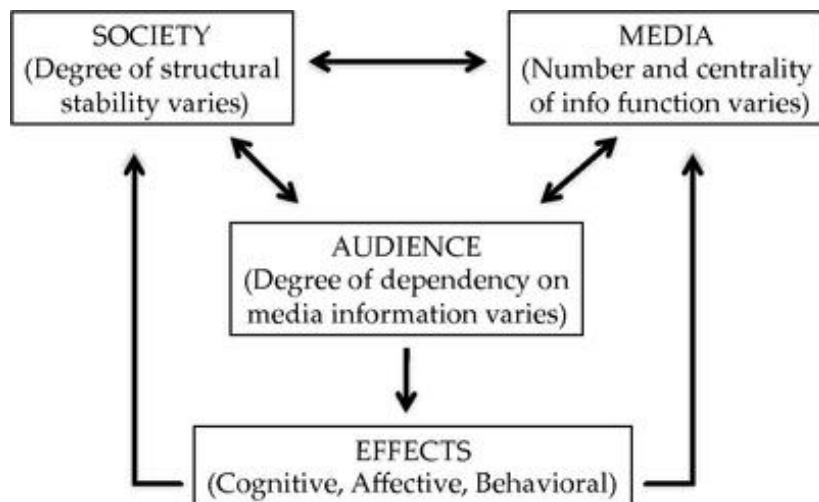 SOCIETY
(Degree of structural
stability varies)
MEDIA
(Number and centrality
of info function varies)
AUDIENCE
(Degree of dependency on
media information varies)
EFFECTS
(Cognitive, Affective, Behavioral)